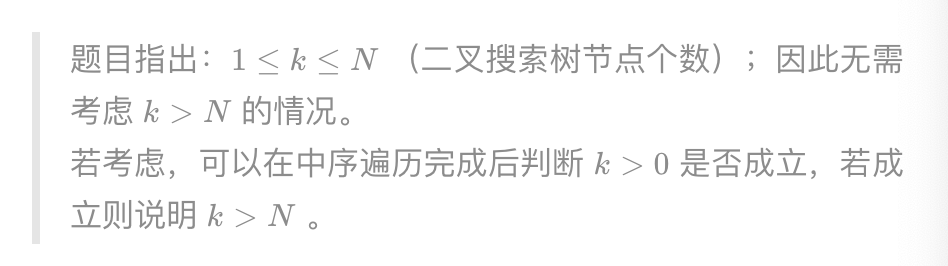 题目指出：1 ≤ k ≤ N （二叉搜索树节点个数）；因此无需
考虑 k > N 的情况。
若考虑，可以在中序遍历完成后判断 k > 0 是否成立，若成
立则说明 k > N 。